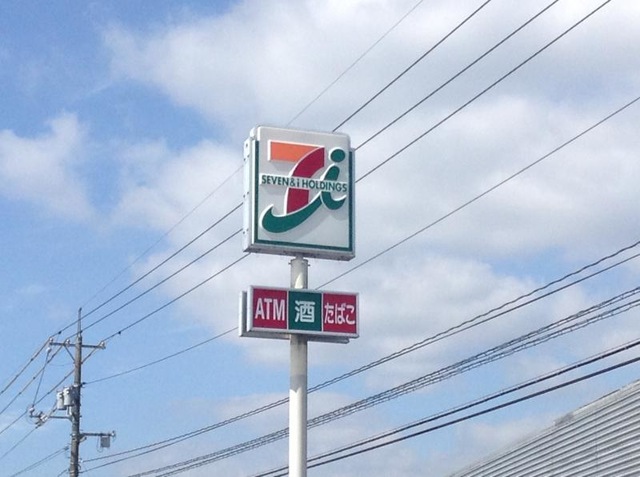 SEVEN & i HOLDINGS
ATM 酒 たばこ